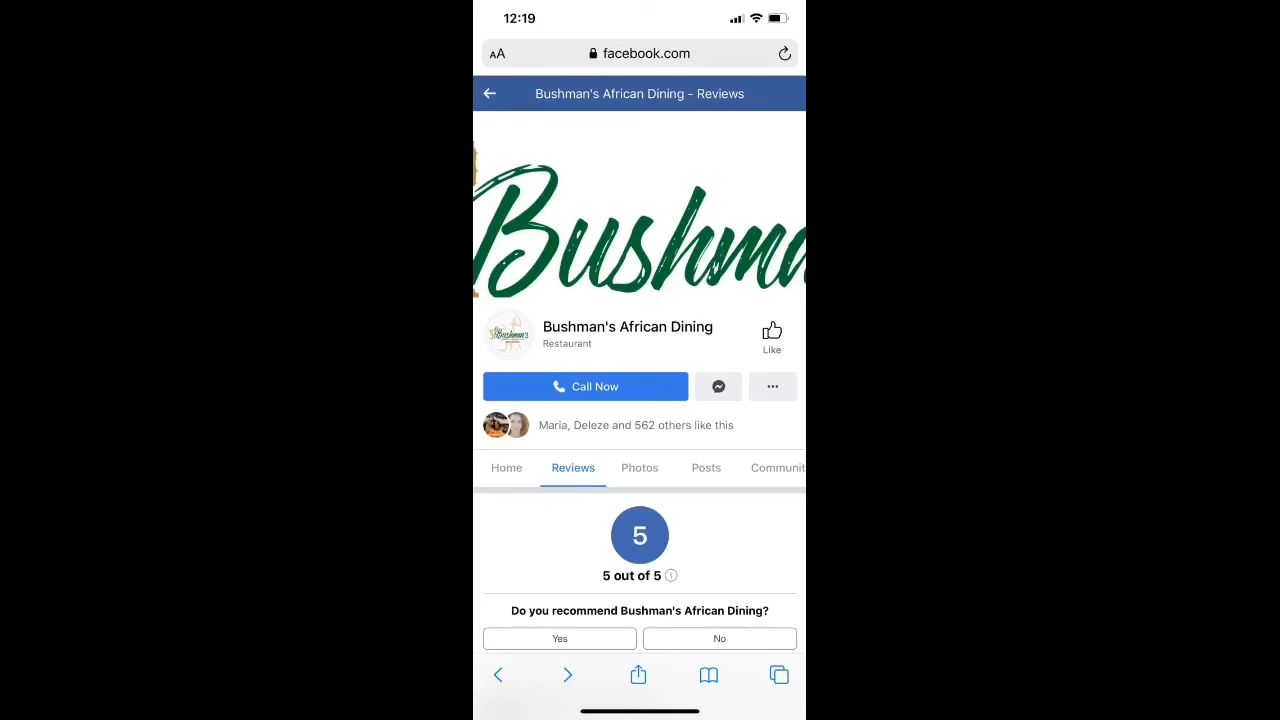 12:19
AA facebook.com
Bushman's African Dining - Reviews
Bushma
Bushman's
Bushman's African Dining
Restaurant
Like
Call Now
Maria, Deleze and 562 others like this
Home Reviews Photos Posts Communit
5
5 out of 5
Do you recommend Bushman's African Dining?
Yes No